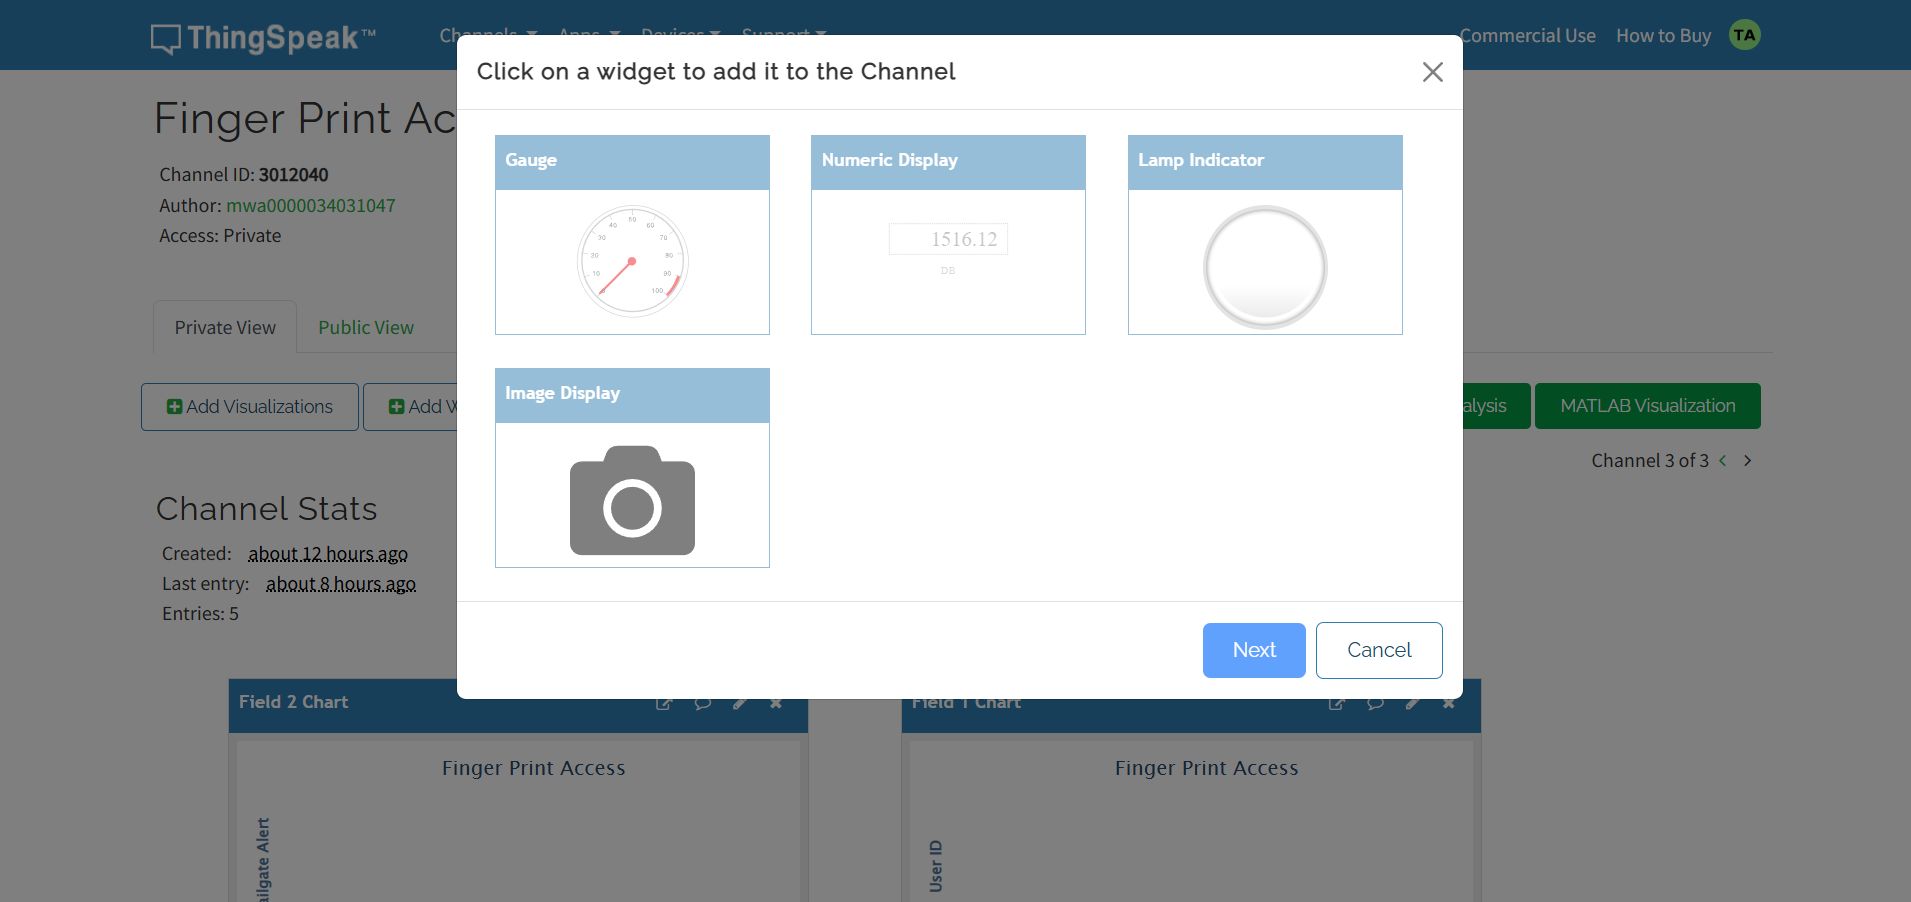 ThingSpeak™
Channels Apps Devices Support
Commercial Use How to Buy TA
Click on a widget to add it to the Channel
Finger Print Ac
Channel ID: 3012040
Author: mwa0000034031047
Access: Private
Gauge
0 10 20 30 40 50 60 70 80 90 100
Numeric Display
1516.12
DB
Lamp Indicator
Private View Public View
Image Display
Add Visualizations Add W
alysis MATLAB Visualization
Channel 3 of 3 < >
Channel Stats
Created: about 12 hours ago
Last entry: about 8 hours ago
Entries: 5
Next Cancel
Field 2 Chart
Finger Print Access
ailgate Alert
Field 1 Chart
Finger Print Access
User ID